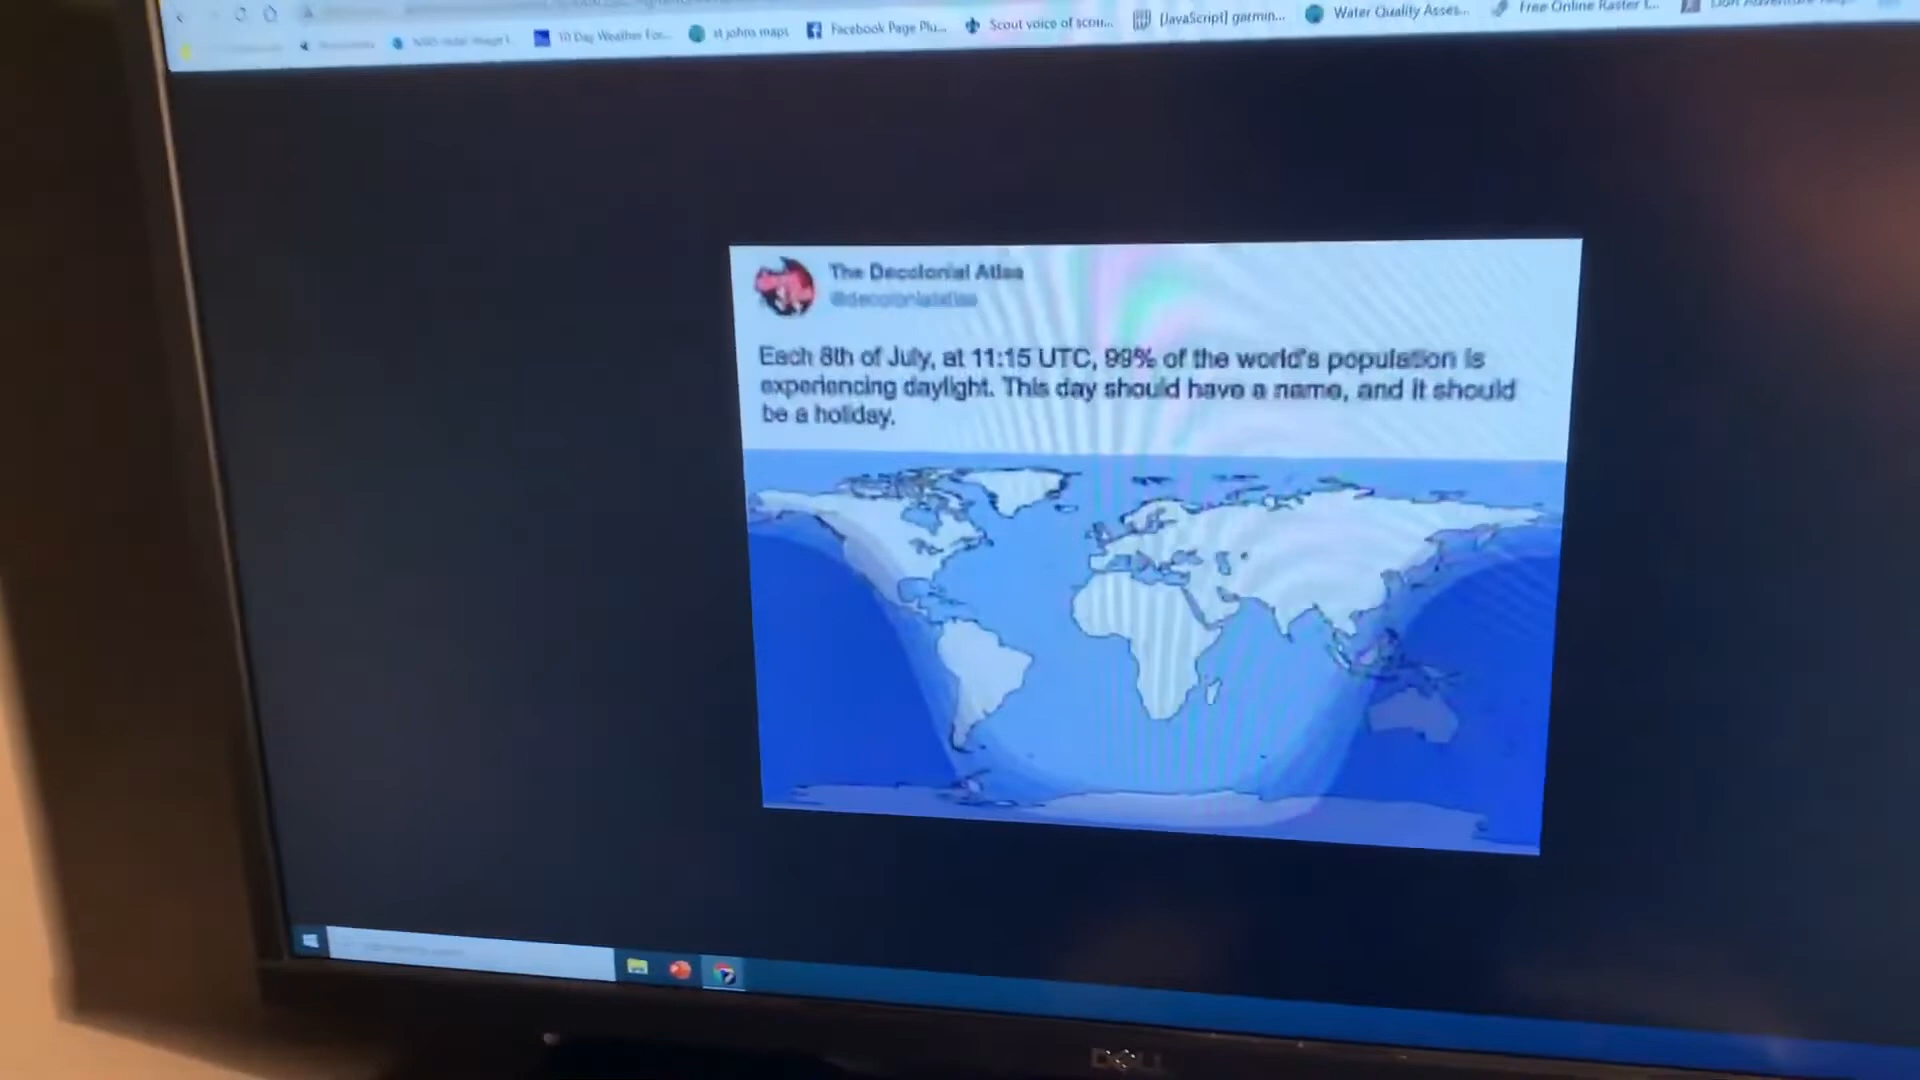 10 Day Weather For...
st johns maps
Facebook Page Plu...
Scout voice of scou...
[JavaScript] garmin...
Water Quality Asses...
Free Online Raster t...
The Decolonial Atlas
@decolonialatlas
Each 8th of July, at 11:15 UTC, 99% of the world's population is
experiencing daylight. This day should have a name, and it should
be a holiday.
DELL